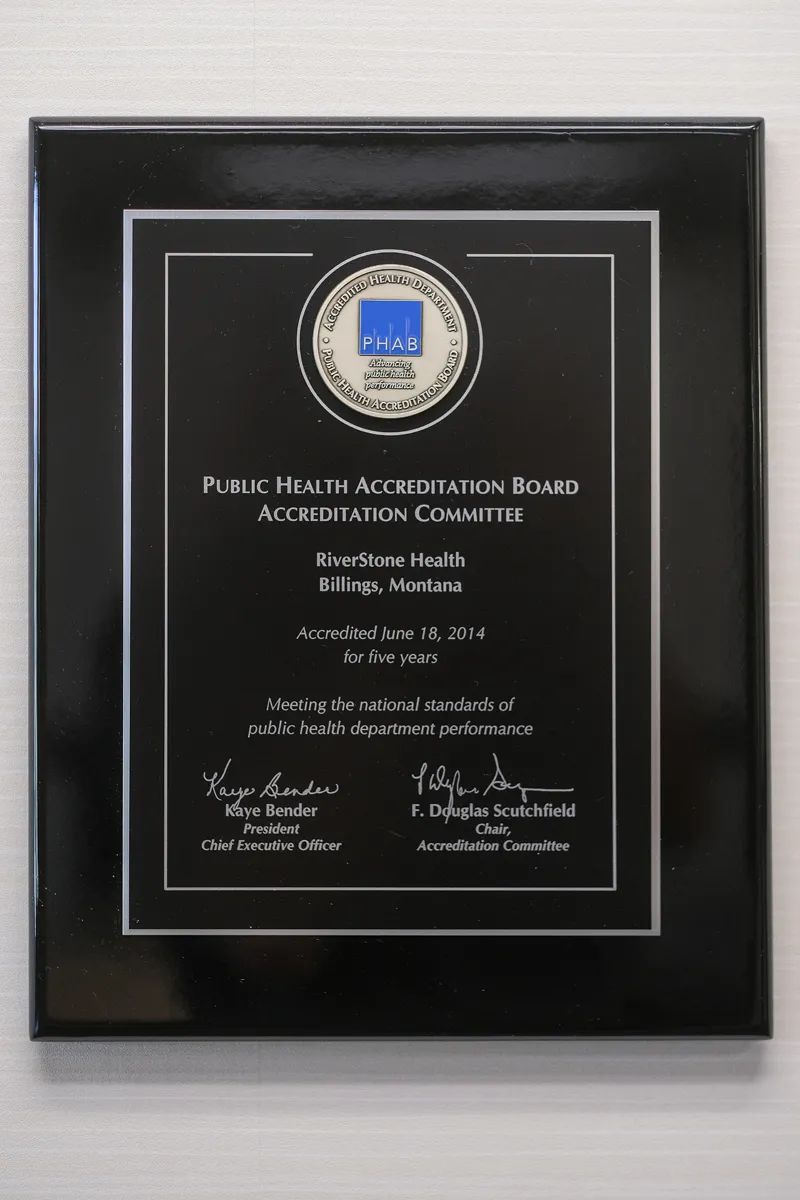 ACCREDITED HEALTH DEPARTMENT
PHAB
Advancing
public health
performance
PUBLIC HEALTH ACCREDITATION BOARD
PUBLIC HEALTH ACCREDITATION BOARD
ACCREDITATION COMMITTEE
RiverStone Health
Billings, Montana
Accredited June 18, 2014
for five years
Meeting the national standards of
public health department performance
Kaye Bender
Kaye Bender
President
Chief Executive Officer
F. Douglas Scutchfield
Chair,
Accreditation Committee